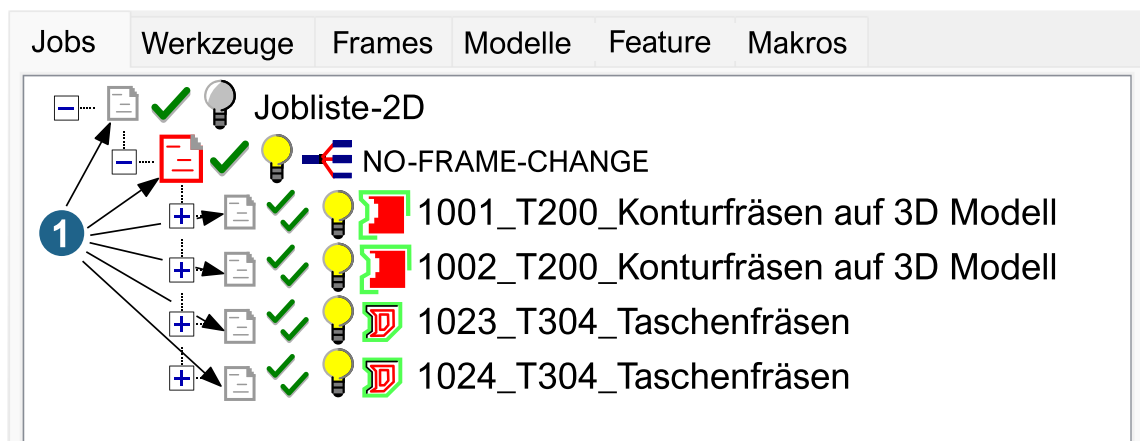 Jobs Werkzeuge Frames Modelle Feature Makros
Jobliste-2D
NO-FRAME-CHANGE
1001_T200_Konturfräsen auf 3D Modell
1
1002_T200_Konturfräsen auf 3D Modell
1023_T304_Taschenfräsen
1024_T304_Taschenfräsen